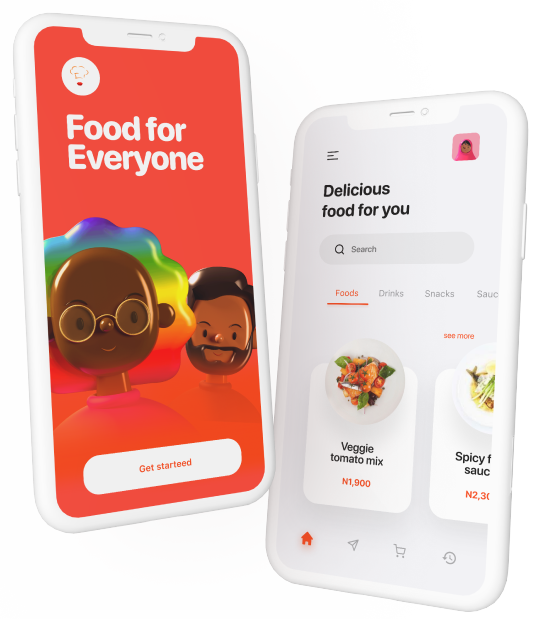 Food for
Everyone
Get starteed
Delicious
food for you
Search
Foods Drinks Snacks Sauc
see more
Veggie
tomato mix
N1,900
Spicy f
sauc
N2,30